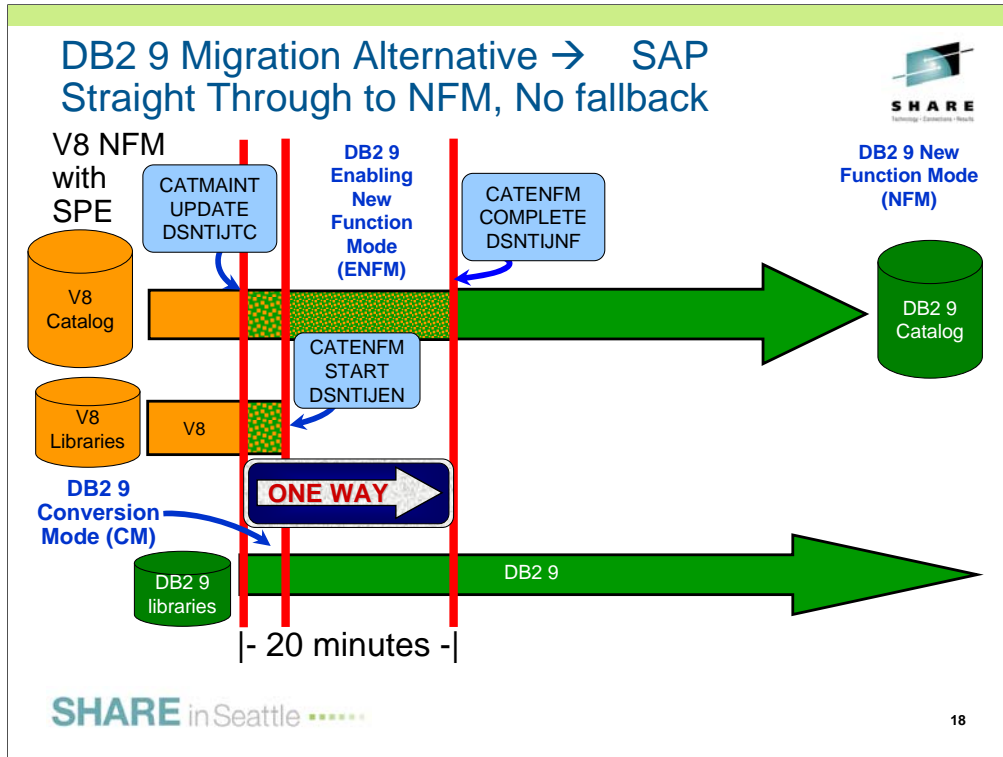 DB2 9 Migration Alternative → SAP
Straight Through to NFM, No fallback
SHARE
Technology · Connections · Results
V8 NFM
with
SPE
CATMAINT
UPDATE
DSNTIJTC
DB2 9
Enabling
New
Function
Mode
(ENFM)
CATENFM
COMPLETE
DSNTIJNF
DB2 9 New
Function Mode
(NFM)
V8
Catalog
DB2 9
Catalog
CATENFM
START
DSNTIJEN
V8
Libraries
V8
ONE WAY
DB2 9
Conversion
Mode (CM)
DB2 9
libraries
DB2 9
|- 20 minutes -|
SHARE in Seattle
18